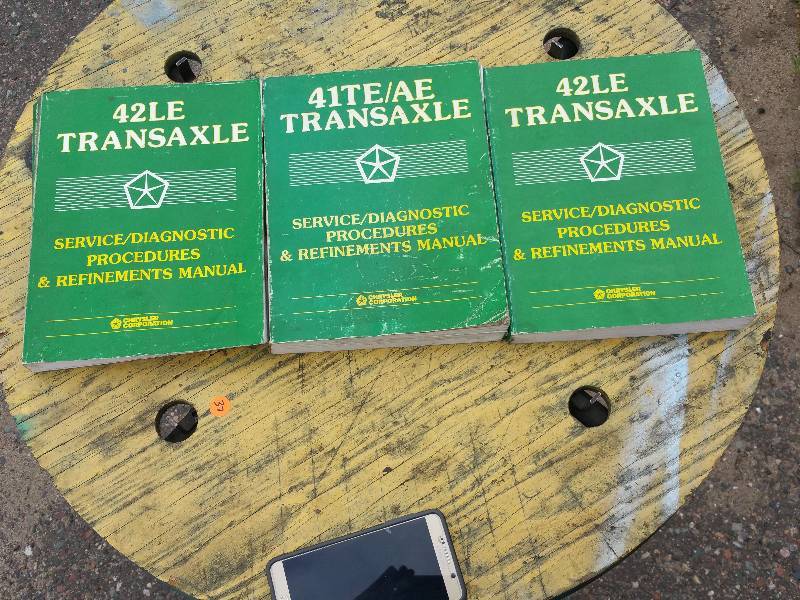 42LE
TRANSAXLE
SERVICE/DIAGNOSTIC
PROCEDURES
& REFINEMENTS MANUAL
CHRYSLER
CORPORATION
41TE/AE
TRANSAXLE
SERVICE/DIAGNOSTIC
PROCEDURES
& REFINEMENTS MANUAL
CHRYSLER
CORPORATION
42LE
TRANSAXLE
SERVICE/DIAGNOSTIC
PROCEDURES
& REFINEMENTS MANUAL
CHRYSLER
CORPORATION
37